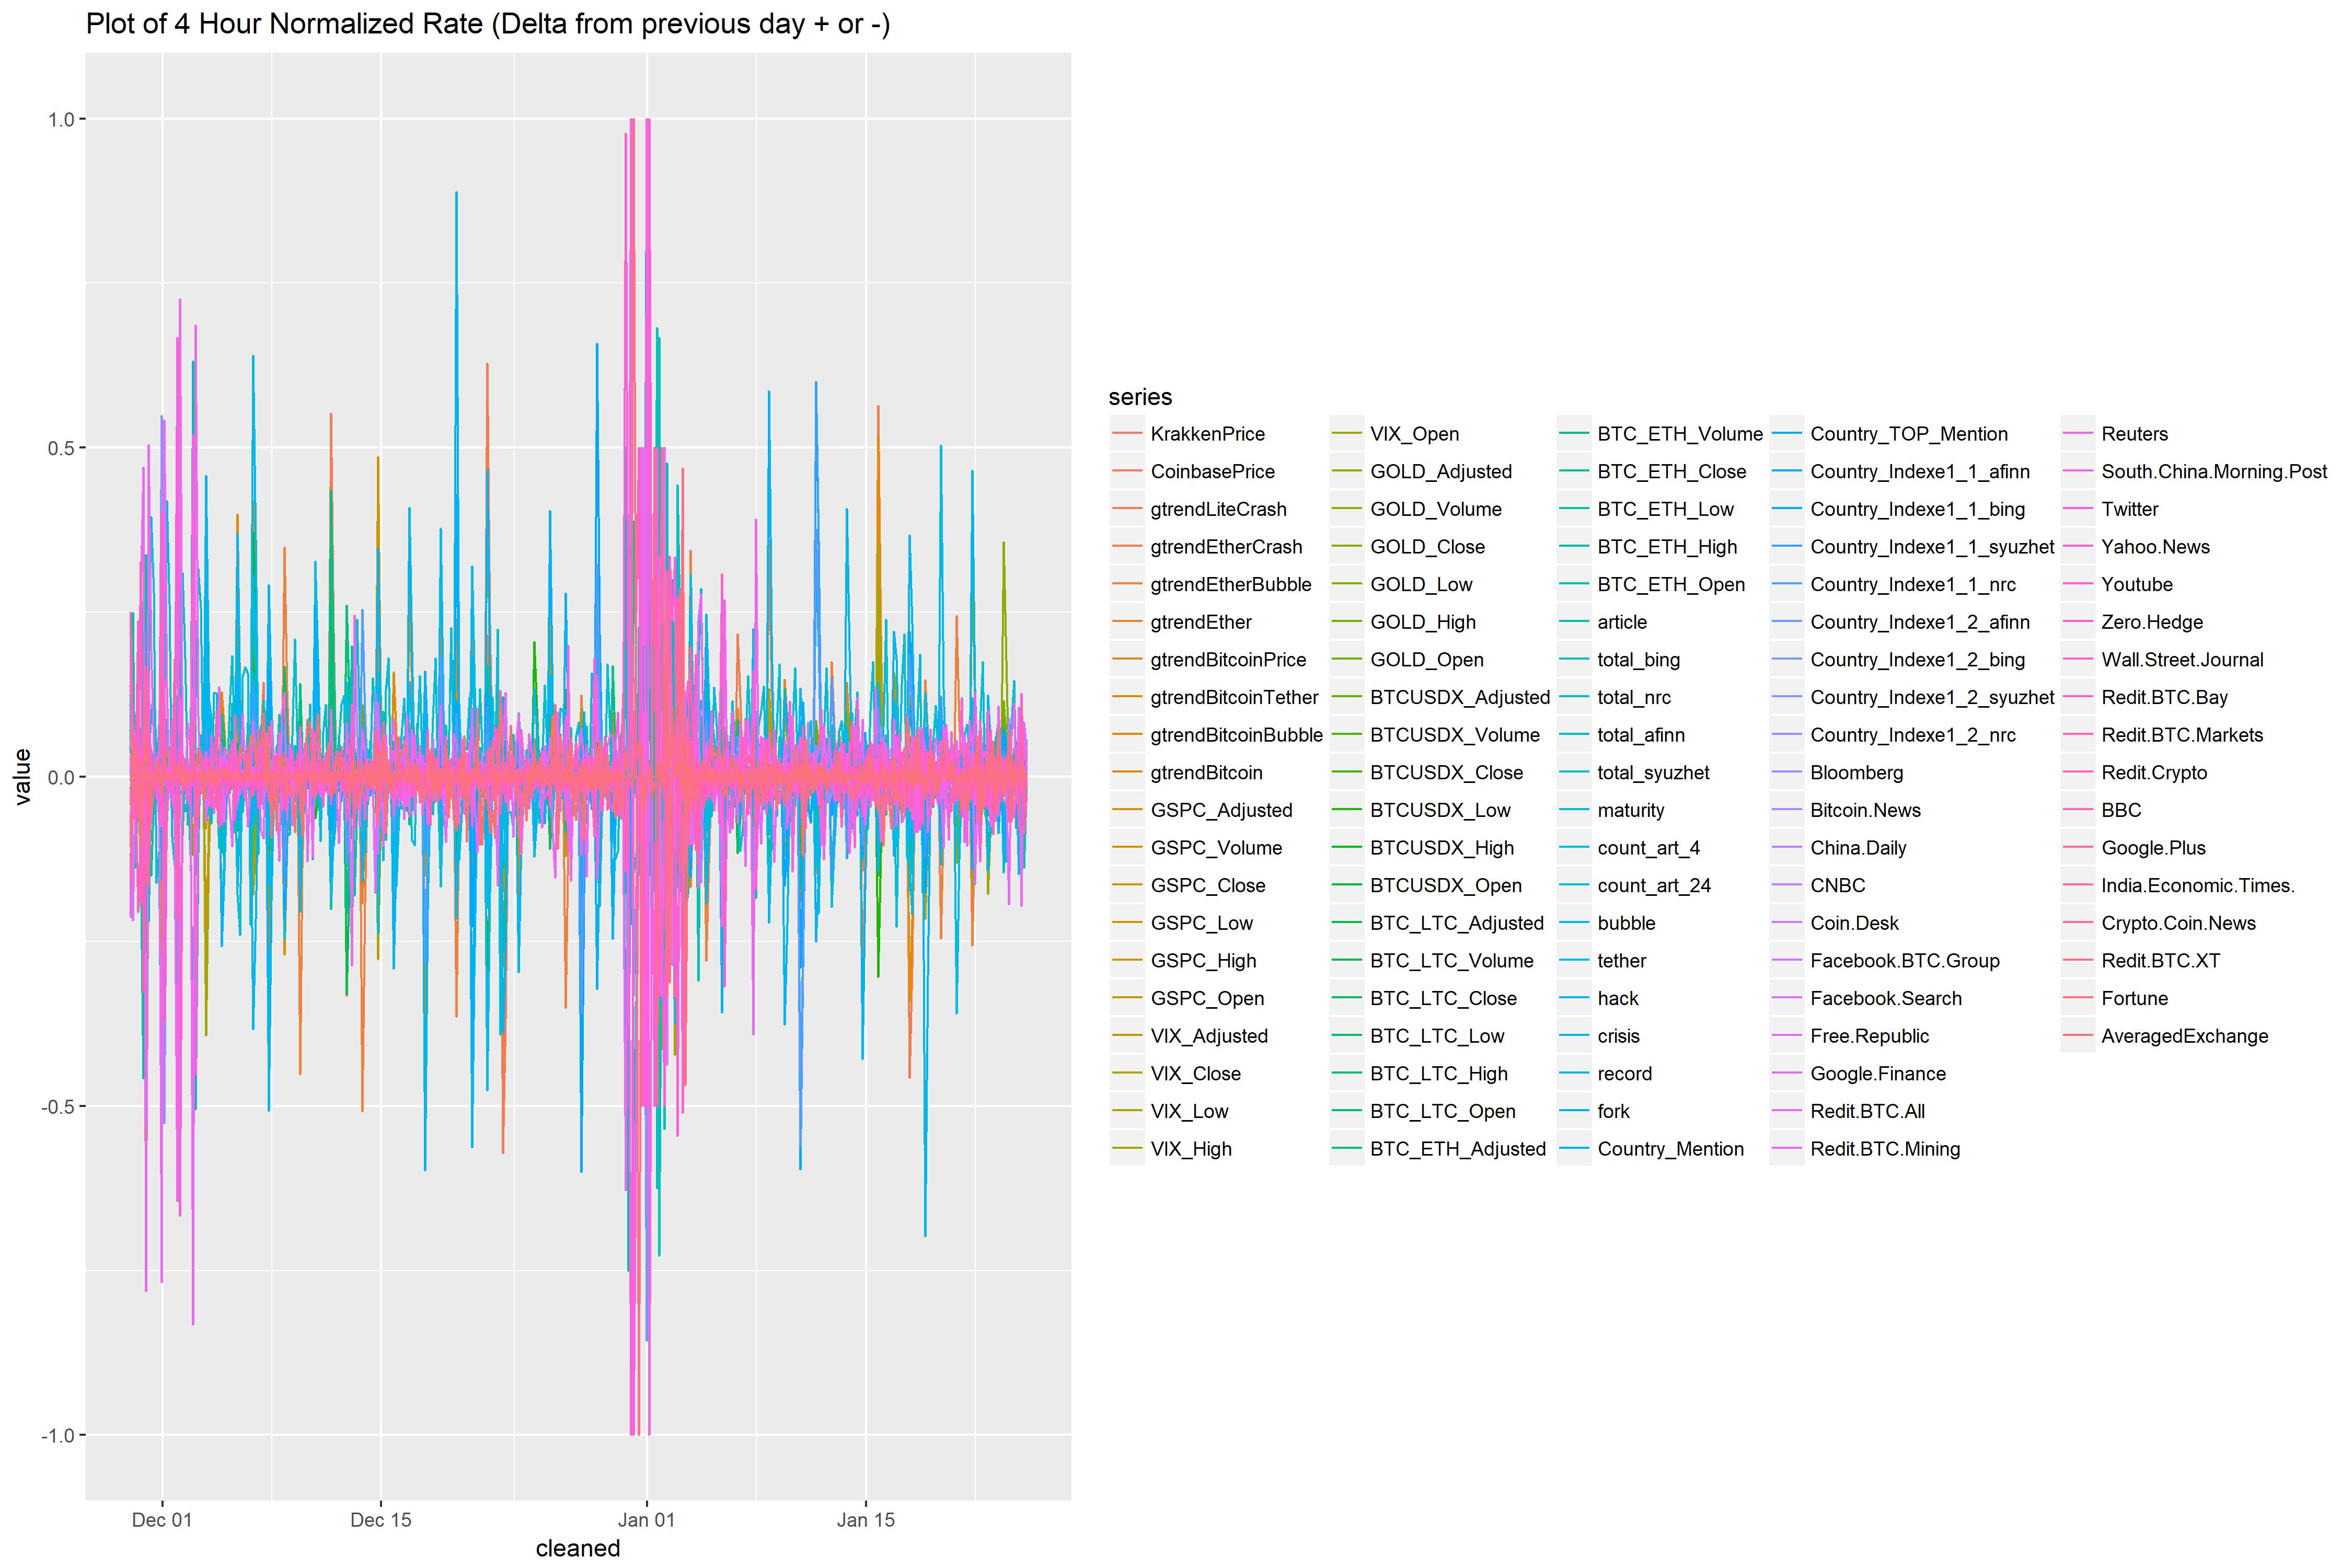 Plot of 4 Hour Normalized Rate (Delta from previous day + or -)
1.0
0.5
0.0
-0.5
-1.0
value
Dec 01
Dec 15
Jan 01
Jan 15
cleaned
series
KrakkenPrice
CoinbasePrice
gtrendLiteCrash
gtrendEtherCrash
gtrendEtherBubble
gtrendEther
gtrendBitcoinPrice
gtrendBitcoinTether
gtrendBitcoinBubble
gtrendBitcoin
GSPC_Adjusted
GSPC_Volume
GSPC_Close
GSPC_Low
GSPC_High
GSPC_Open
VIX_Adjusted
VIX_Close
VIX_Low
VIX_High
VIX_Open
GOLD_Adjusted
GOLD_Volume
GOLD_Close
GOLD_Low
GOLD_High
GOLD_Open
BTCUSDX_Adjusted
BTCUSDX_Volume
BTCUSDX_Close
BTCUSDX_Low
BTCUSDX_High
BTCUSDX_Open
BTC_LTC_Adjusted
BTC_LTC_Volume
BTC_LTC_Close
BTC_LTC_Low
BTC_LTC_High
BTC_LTC_Open
BTC_ETH_Adjusted
BTC_ETH_Volume
BTC_ETH_Close
BTC_ETH_Low
BTC_ETH_High
BTC_ETH_Open
article
total_bing
total_nrc
total_afinn
total_syuzhet
maturity
count_art_4
count_art_24
bubble
tether
hack
crisis
record
fork
Country_Mention
Country_TOP_Mention
Country_Indexe1_1_afinn
Country_Indexe1_1_bing
Country_Indexe1_1_syuzhet
Country_Indexe1_1_nrc
Country_Indexe1_2_afinn
Country_Indexe1_2_bing
Country_Indexe1_2_syuzhet
Country_Indexe1_2_nrc
Bloomberg
Bitcoin.News
China.Daily
CNBC
Coin.Desk
Facebook.BTC.Group
Facebook.Search
Free.Republic
Google.Finance
Redit.BTC.All
Redit.BTC.Mining
Reuters
South.China.Morning.Post
Twitter
Yahoo.News
Youtube
Zero.Hedge
Wall.Street.Journal
Redit.BTC.Bay
Redit.BTC.Markets
Redit.Crypto
BBC
Google.Plus
India.Economic.Times.
Crypto.Coin.News
Redit.BTC.XT
Fortune
AveragedExchange